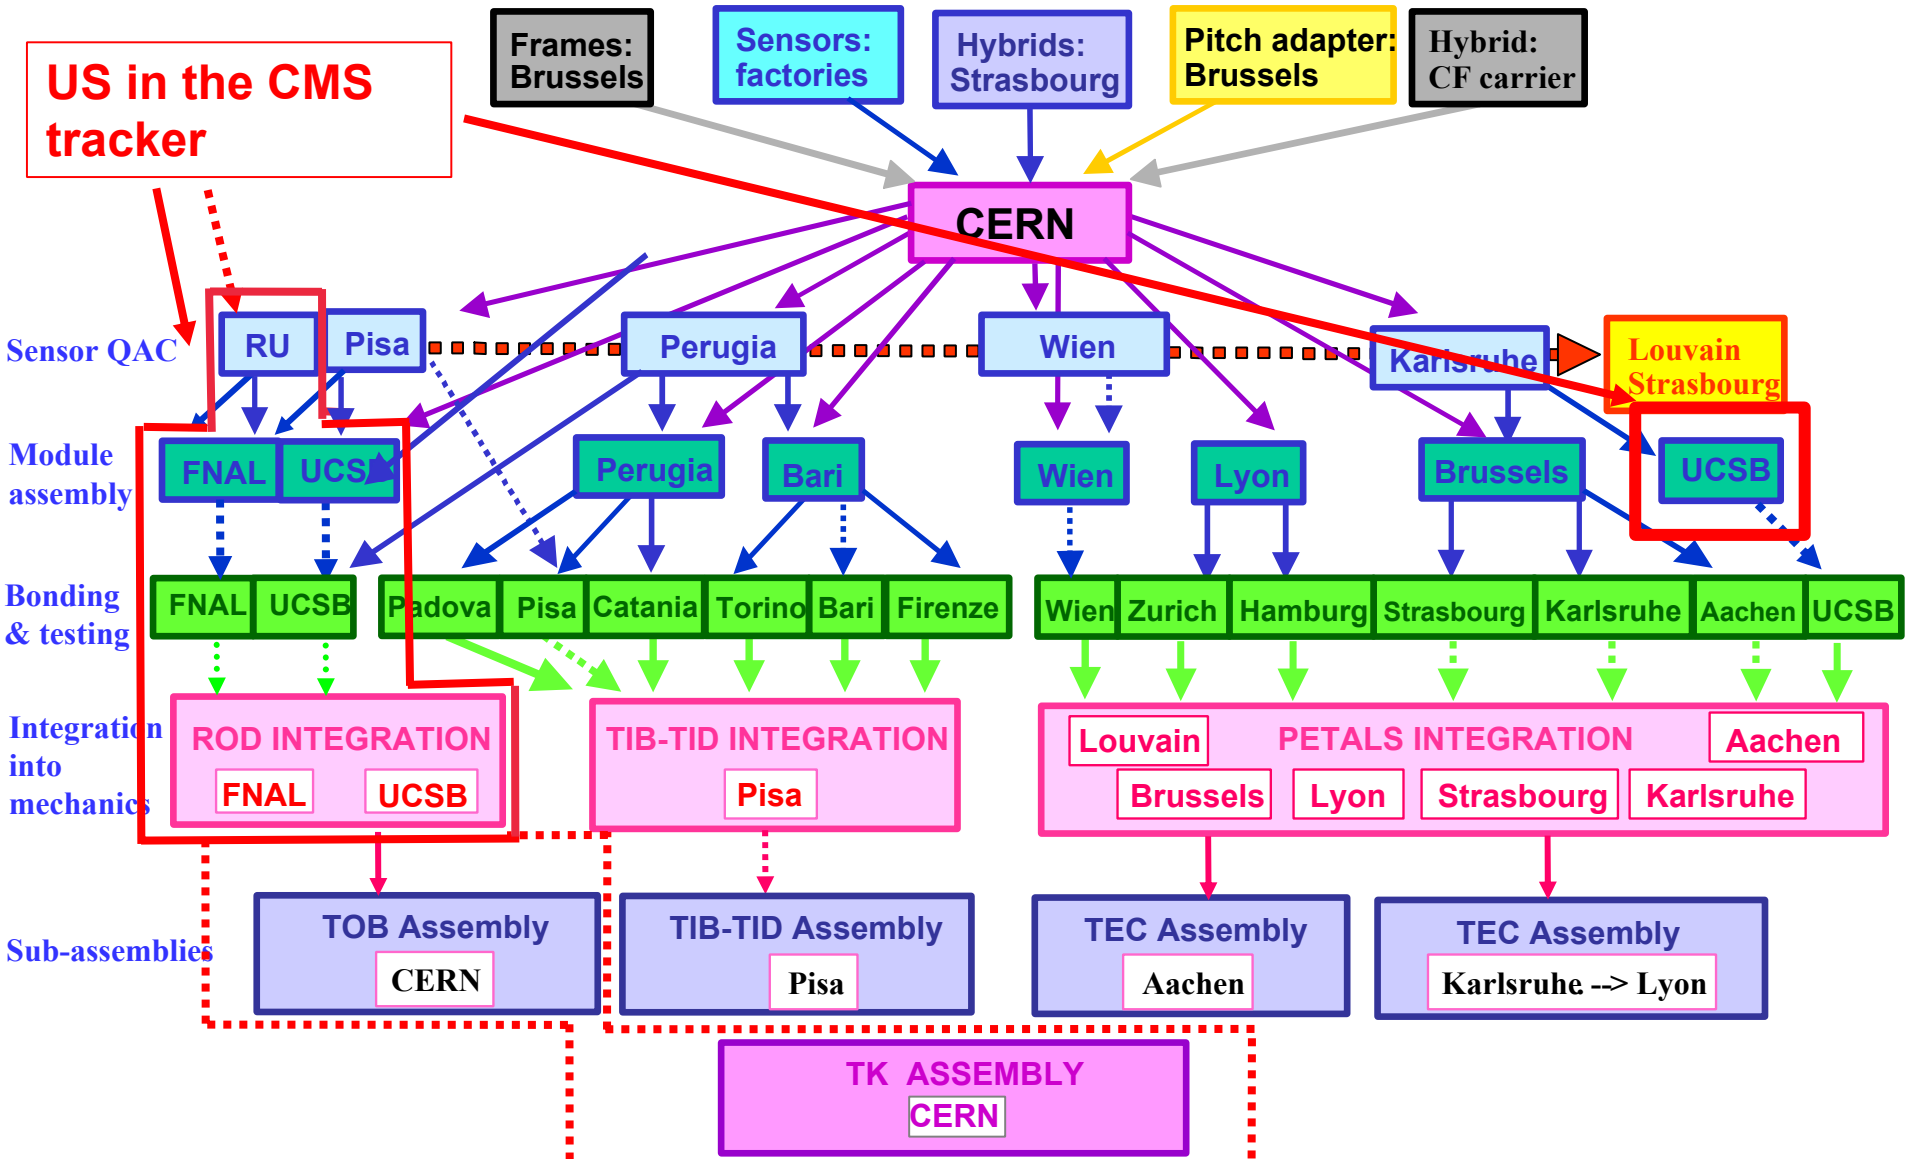 US in the CMS
tracker
Frames:
Brussels
Sensors:
factories
Hybrids:
Strasbourg
Pitch adapter:
Brussels
Hybrid:
CF carrier
CERN
Sensor QAC
RU
Pisa
Perugia
Wien
Karlsruhe
Louvain
Strasbourg
Module
assembly
FNAL
UCSB
Perugia
Bari
Wien
Lyon
Brussels
UCSB
Bonding
& testing
FNAL
UCSB
Padova
Pisa
Catania
Torino
Bari
Firenze
Wien
Zurich
Hamburg
Strasbourg
Karlsruhe
Aachen
UCSB
Integration
into
mechanics
ROD INTEGRATION
FNAL
UCSB
TIB-TID INTEGRATION
Pisa
PETALS INTEGRATION
Louvain
Aachen
Brussels
Lyon
Strasbourg
Karlsruhe
Sub-assemblies
TOB Assembly
CERN
TIB-TID Assembly
Pisa
TEC Assembly
Aachen
TEC Assembly
Karlsruhe. --> Lyon
TK ASSEMBLY
CERN